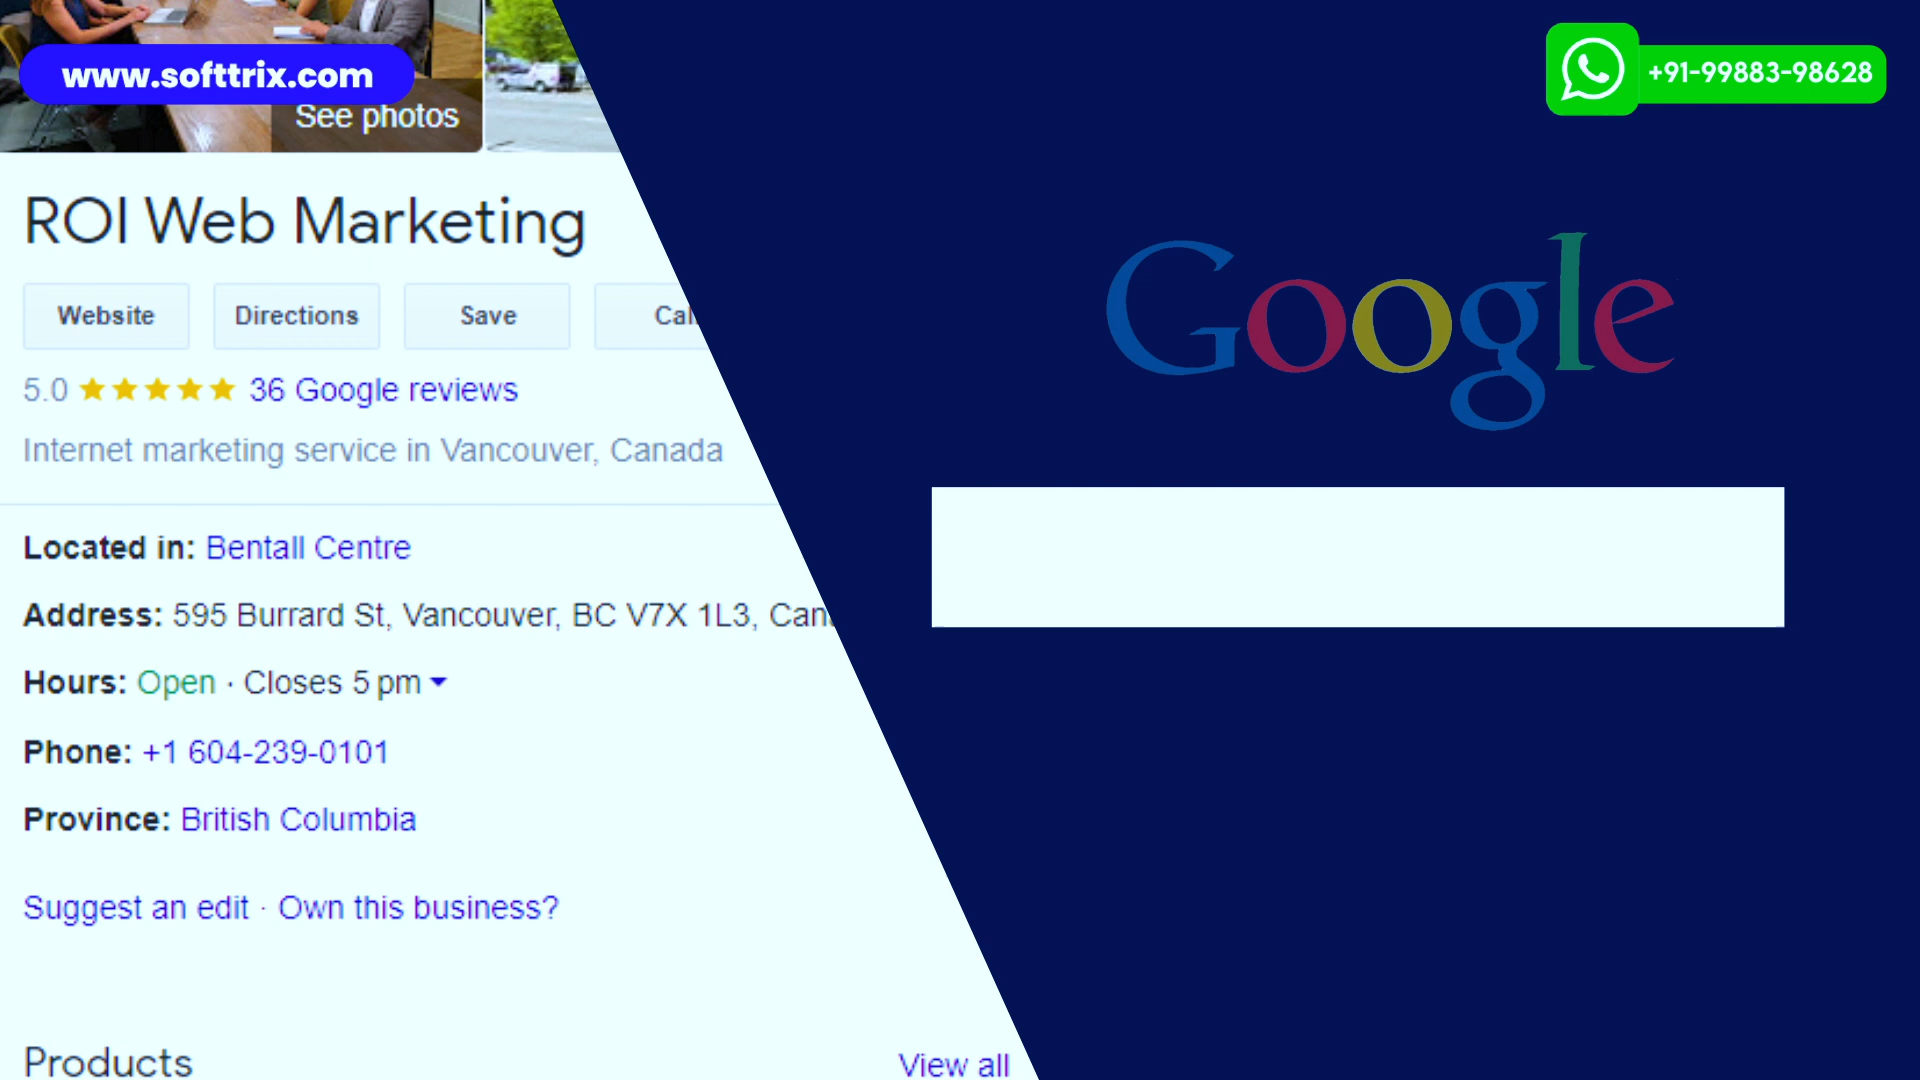 www.softtrix.com
See photos
+91-99883-98628
ROI Web Marketing
Website
Directions
Save
5.0
36 Google reviews
Internet marketing service in Vancouver, Canada
Located in: Bentall Centre
Address: 595 Burrard St, Vancouver, BC V7X 1L3,
Hours: Open · Closes 5 pm
Phone: +1 604-239-0101
Province: British Columbia
Suggest an edit · Own this business?
Products
View all
Google